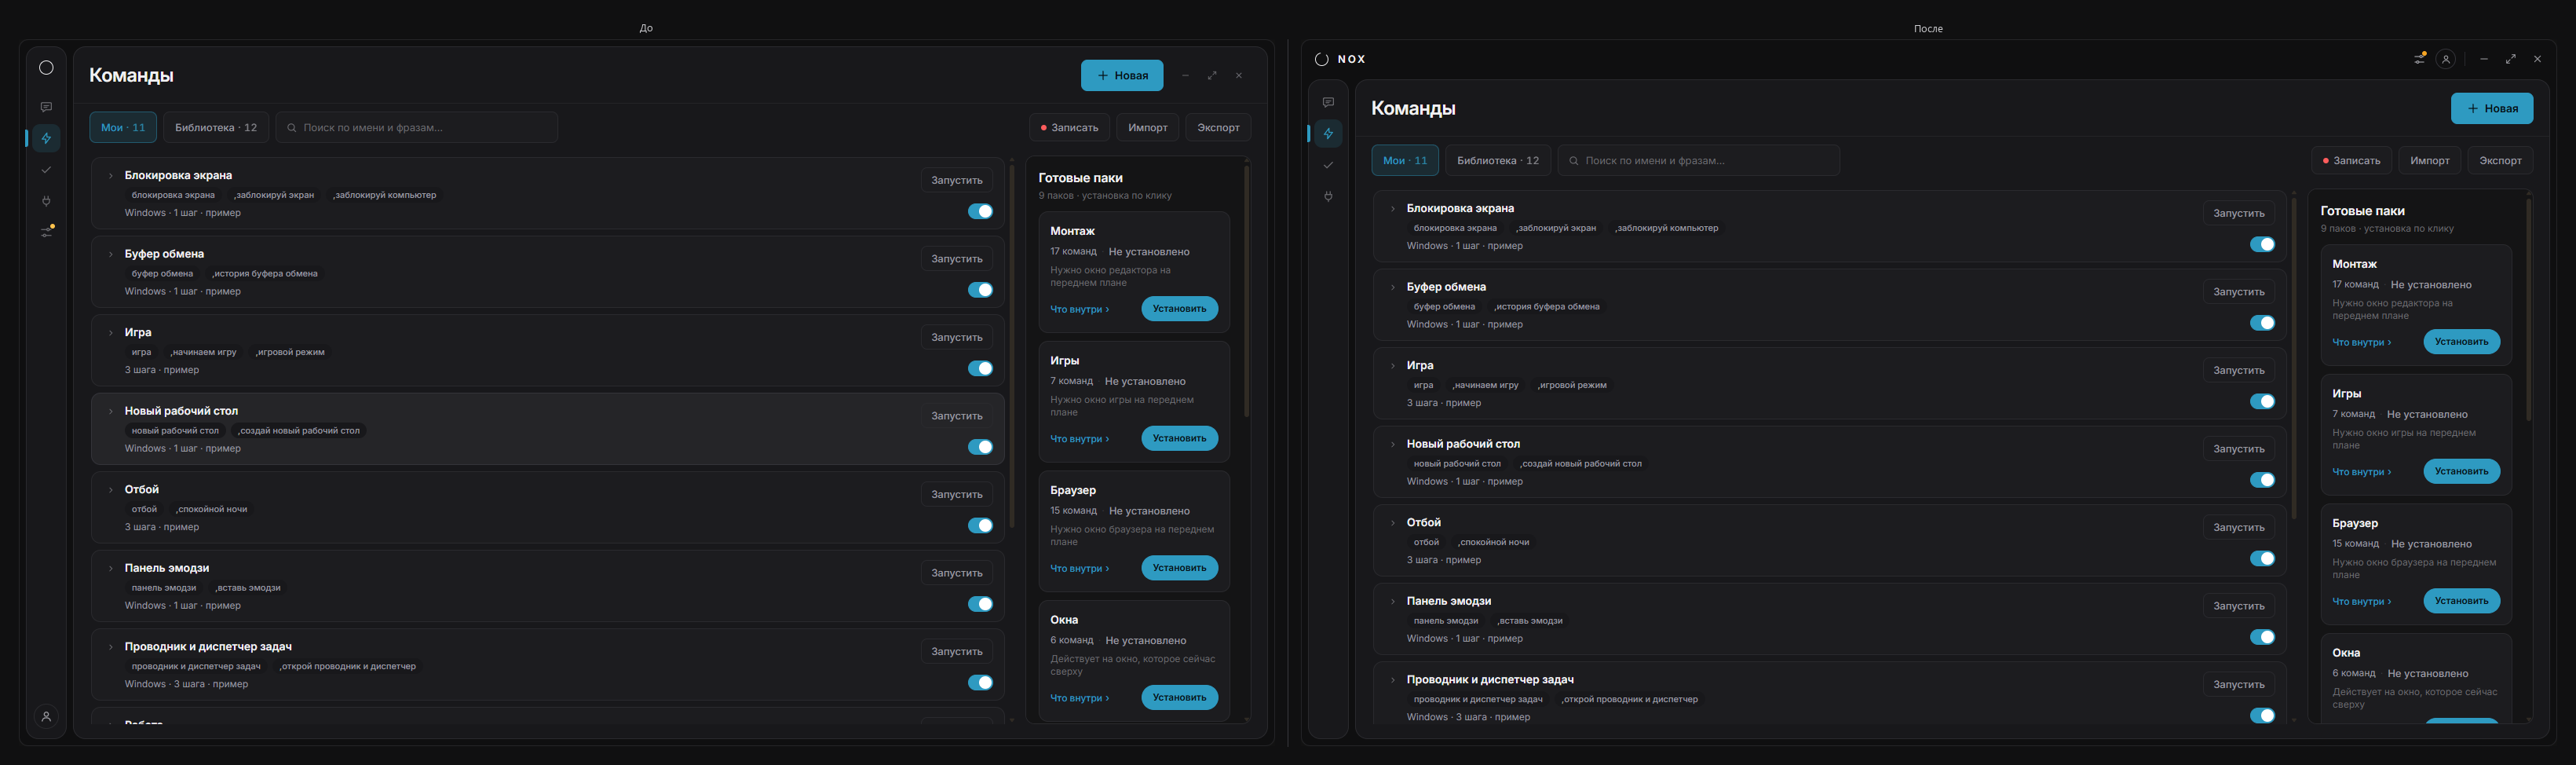 До
Команды
Новая
Мои · 11
Библиотека · 12
Поиск по имени и фразам...
Записать
Импорт
Экспорт
Блокировка экрана
блокировка экрана ,заблокируй экран ,заблокируй компьютер
Windows · 1 шаг · пример
Запустить
Буфер обмена
буфер обмена ,история буфера обмена
Windows · 1 шаг · пример
Запустить
Игра
игра ,начинаем игру ,игровой режим
3 шага · пример
Запустить
Новый рабочий стол
новый рабочий стол ,создай новый рабочий стол
Windows · 1 шаг · пример
Запустить
Отбой
отбой ,спокойной ночи
3 шага · пример
Запустить
Панель эмодзи
панель эмодзи ,вставь эмодзи
Windows · 1 шаг · пример
Запустить
Проводник и диспетчер задач
проводник и диспетчер задач ,открой проводник и диспетчер
Windows · 3 шага · пример
Запустить
Готовые паки
9 паков · установка по клику
Монтаж
17 команд Не установлено
Нужно окно редактора на
переднем плане
Что внутри › Установить
Игры
7 команд Не установлено
Нужно окно игры на переднем
плане
Что внутри › Установить
Браузер
15 команд Не установлено
Нужно окно браузера на переднем
плане
Что внутри › Установить
Окна
6 команд Не установлено
Действует на окно, которое сейчас
сверху
Что внутри › Установить
После
NOX
Команды
Новая
Мои · 11
Библиотека · 12
Поиск по имени и фразам...
Записать
Импорт
Экспорт
Блокировка экрана
блокировка экрана ,заблокируй экран ,заблокируй компьютер
Windows · 1 шаг · пример
Запустить
Буфер обмена
буфер обмена ,история буфера обмена
Windows · 1 шаг · пример
Запустить
Игра
игра ,начинаем игру ,игровой режим
3 шага · пример
Запустить
Новый рабочий стол
новый рабочий стол ,создай новый рабочий стол
Windows · 1 шаг · пример
Запустить
Отбой
отбой ,спокойной ночи
3 шага · пример
Запустить
Панель эмодзи
панель эмодзи ,вставь эмодзи
Windows · 1 шаг · пример
Запустить
Проводник и диспетчер задач
проводник и диспетчер задач ,открой проводник и диспетчер
Windows · 3 шага · пример
Запустить
Готовые паки
9 паков · установка по клику
Монтаж
17 команд Не установлено
Нужно окно редактора на
переднем плане
Что внутри › Установить
Игры
7 команд Не установлено
Нужно окно игры на переднем
плане
Что внутри › Установить
Браузер
15 команд Не установлено
Нужно окно браузера на переднем
плане
Что внутри › Установить
Окна
6 команд Не установлено
Действует на окно, которое сейчас
сверху